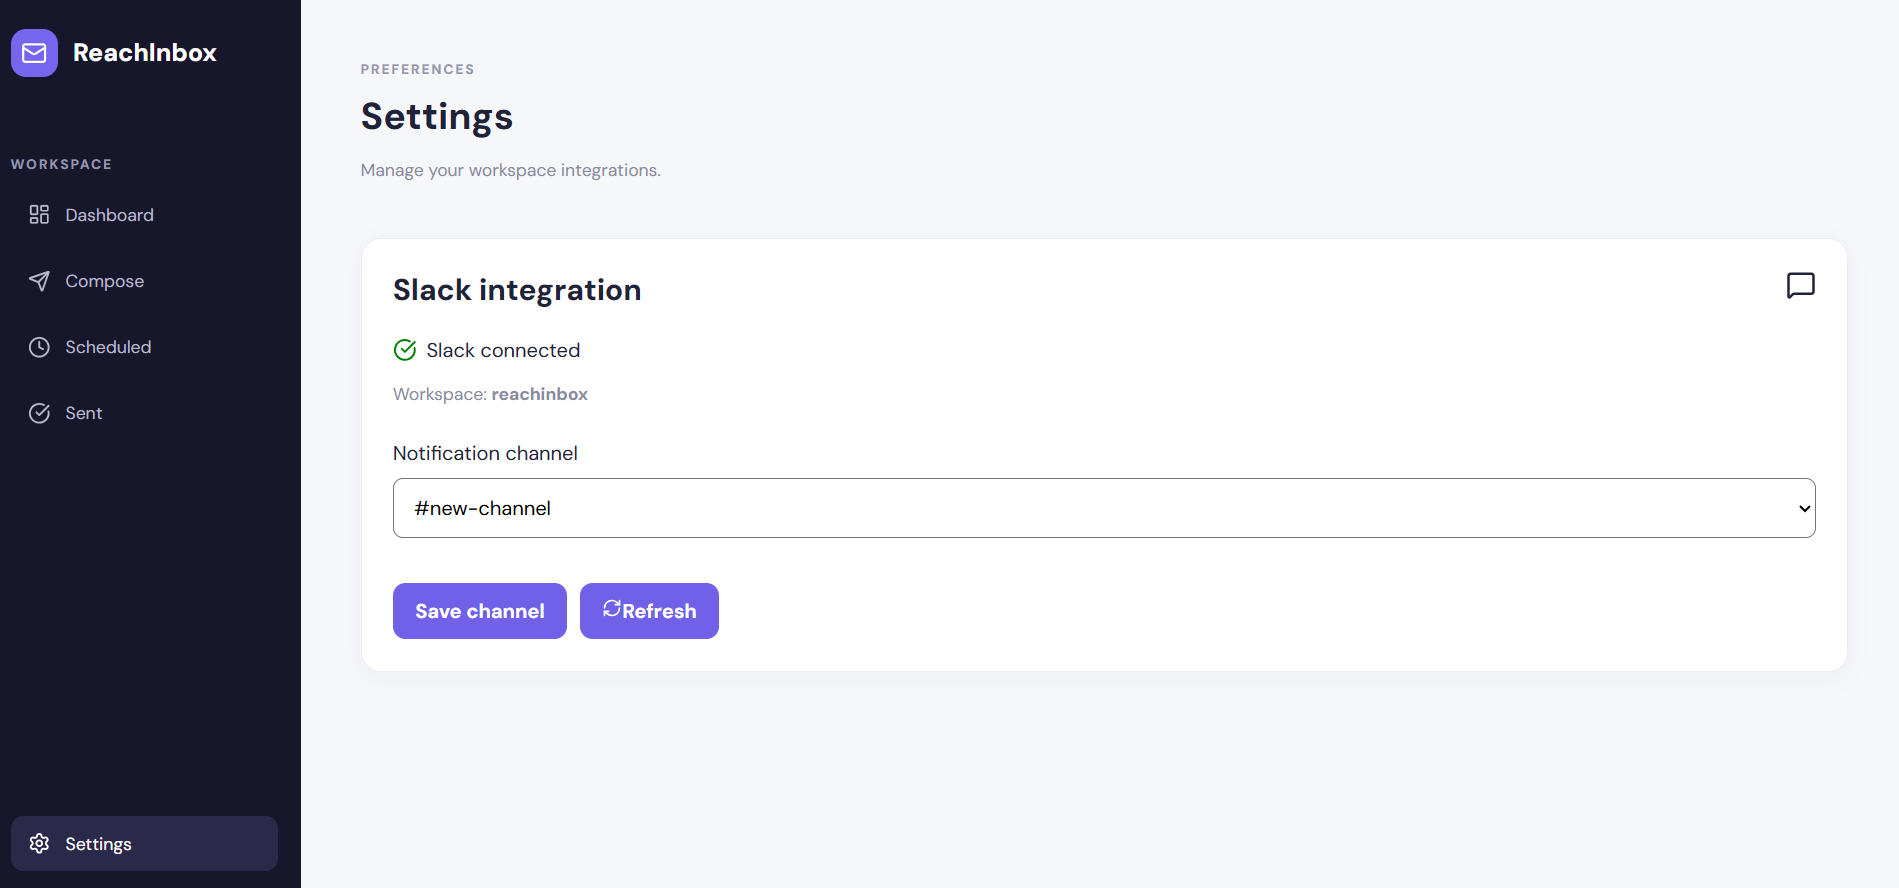 ReachInbox
WORKSPACE
Dashboard
Compose
Scheduled
Sent
Settings
PREFERENCES
Settings
Manage your workspace integrations.
Slack integration
Slack connected
Workspace: reachinbox
Notification channel
#new-channel
Save channel
Refresh